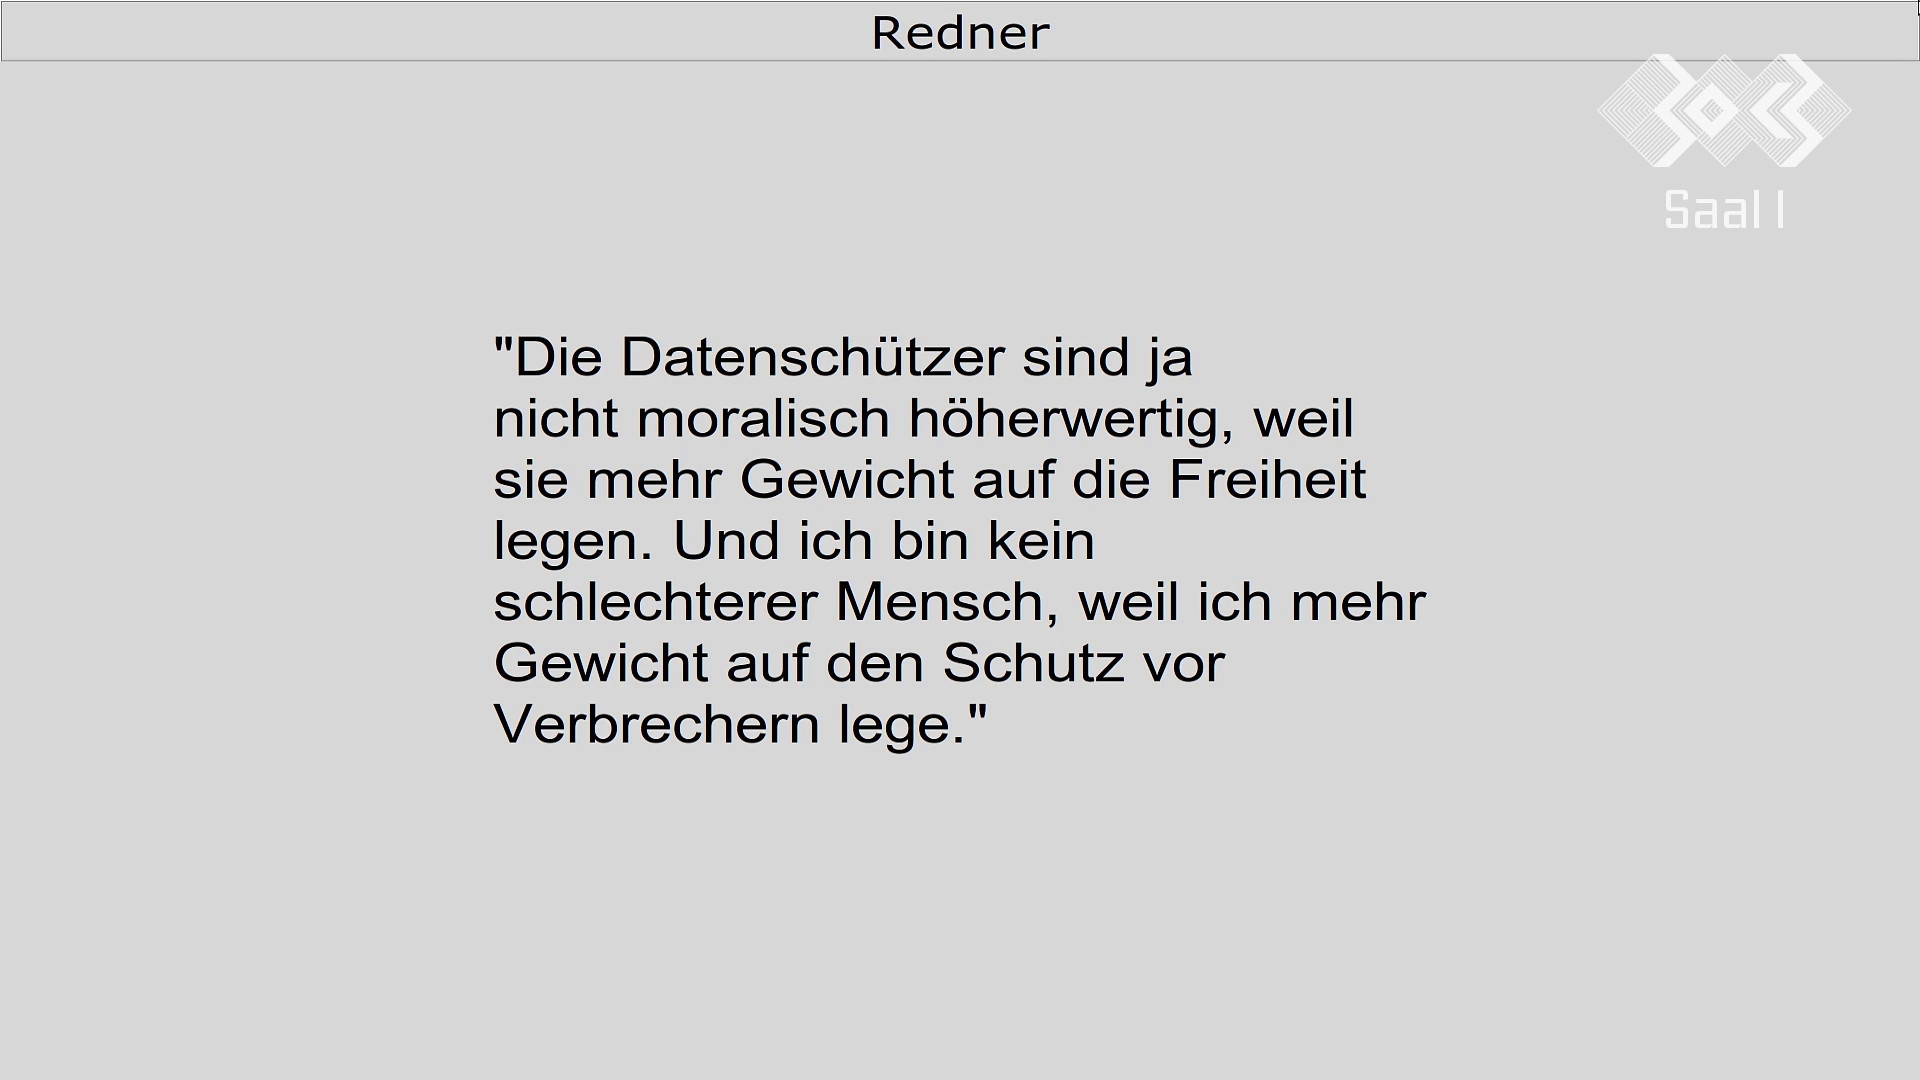 Redner
Saal 1
"Die Datenschützer sind ja
nicht moralisch höherwertig, weil
sie mehr Gewicht auf die Freiheit
legen. Und ich bin kein
schlechterer Mensch, weil ich mehr
Gewicht auf den Schutz vor
Verbrechern lege."